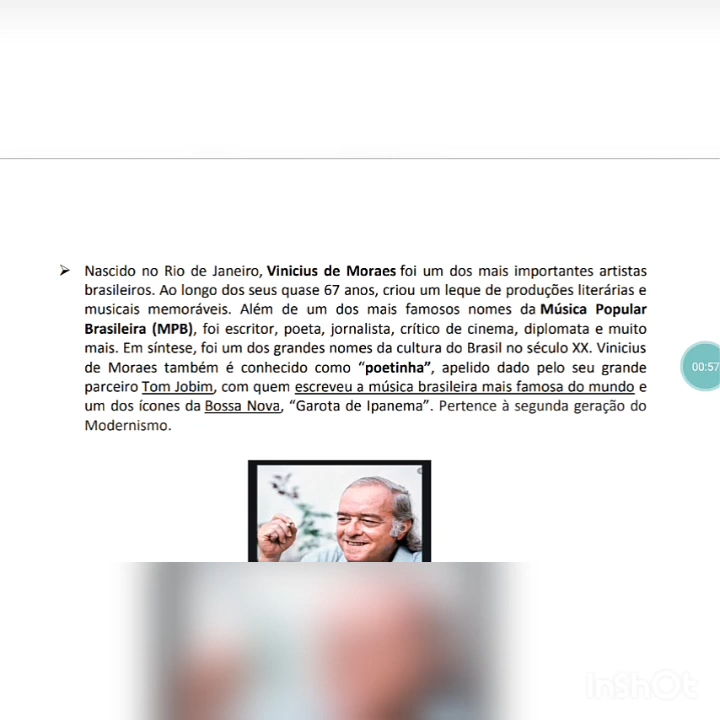 ➢ Nascido no Rio de Janeiro, Vinicius de Moraes foi um dos mais importantes artistas
brasileiros. Ao longo dos seus quase 67 anos, criou um leque de produções literárias e
musicais memoráveis. Além de um dos mais famosos nomes da Música Popular
Brasileira (MPB), foi escritor, poeta, jornalista, crítico de cinema, diplomata e muito
mais. Em síntese, foi um dos grandes nomes da cultura do Brasil no século XX. Vinicius
de Moraes também é conhecido como “poetinha”, apelido dado pelo seu grande
parceiro Tom Jobim, com quem escreveu a música brasileira mais famosa do mundo e
um dos ícones da Bossa Nova, “Garota de Ipanema”. Pertence à segunda geração do
Modernismo.
00:57
InShOt